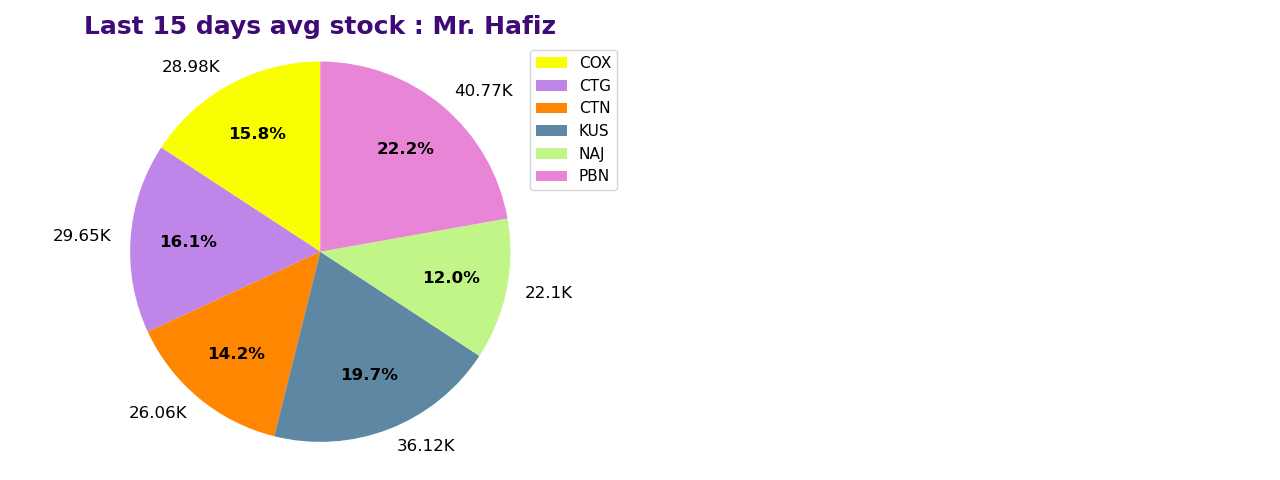 Last 15 days avg stock : Mr. Hafiz
28.98K
40.77K
COX
CTG
CTN
KUS
NAJ
PBN
15.8%
22.2%
29.65K
16.1%
12.0%
22.1K
14.2%
19.7%
26.06K
36.12K